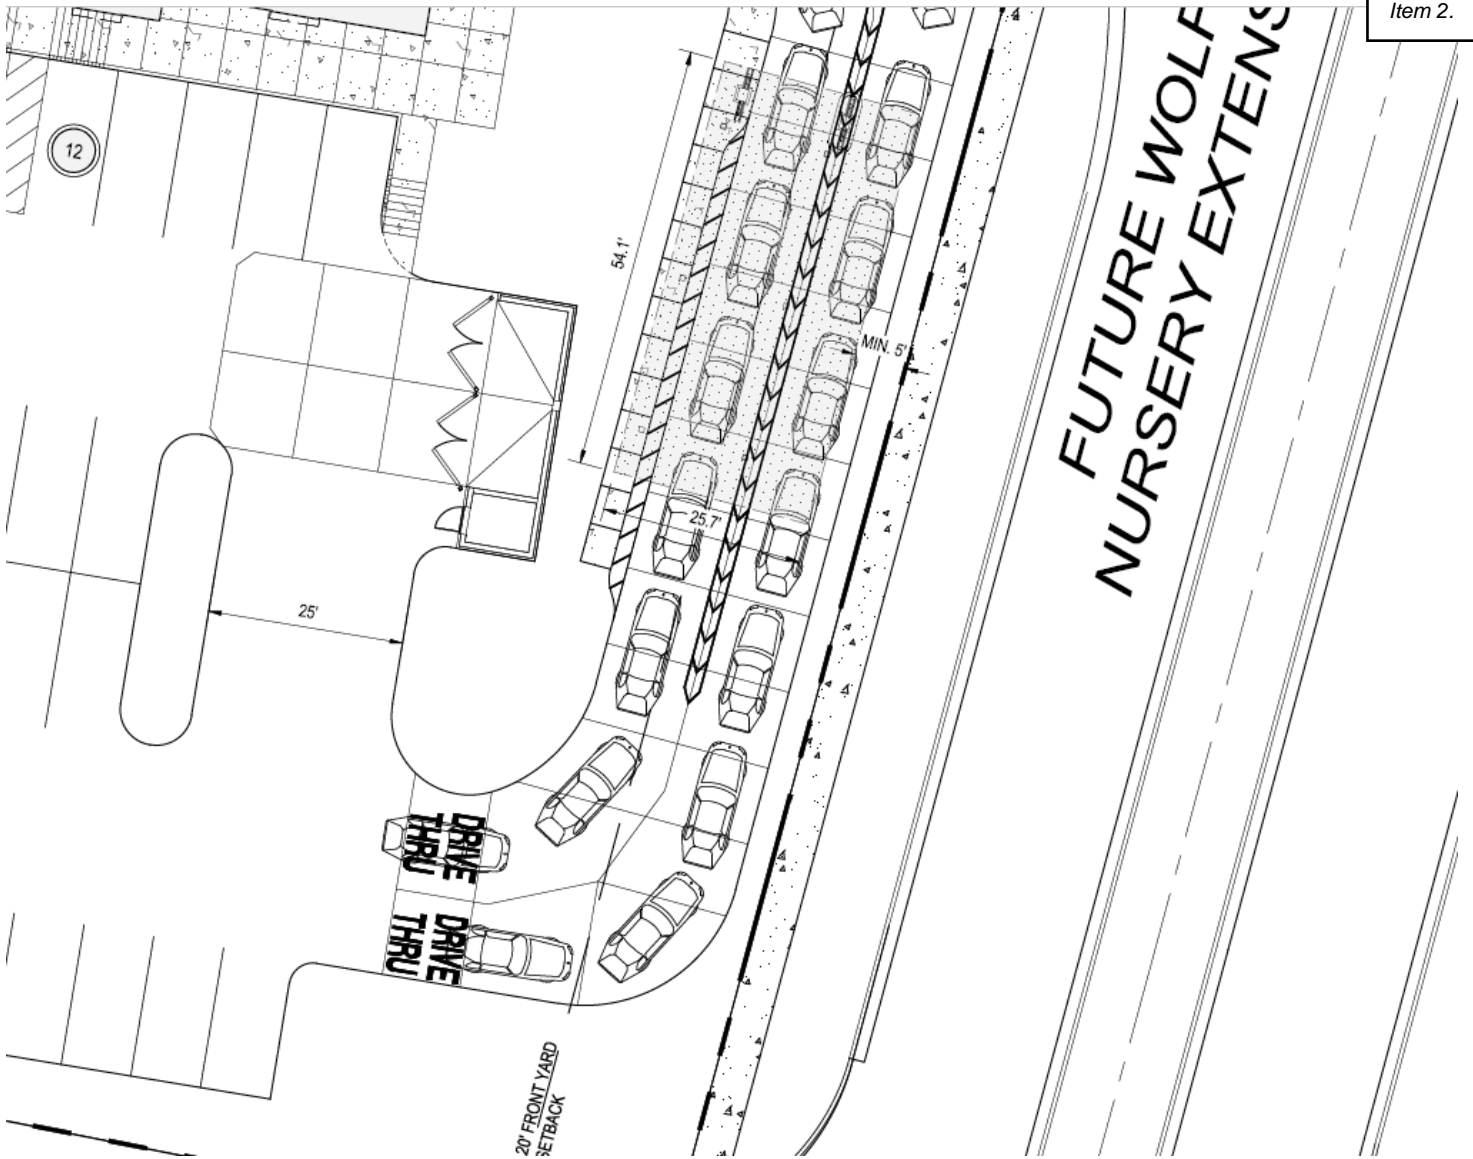 Item 2.
12
FUTURE WOLF
NURSERY EXTENS
54.1'
MIN. 5'
25.7'
25'
DRIVE
THRU
DRIVE
THRU
20' FRONT YARD
SETBACK